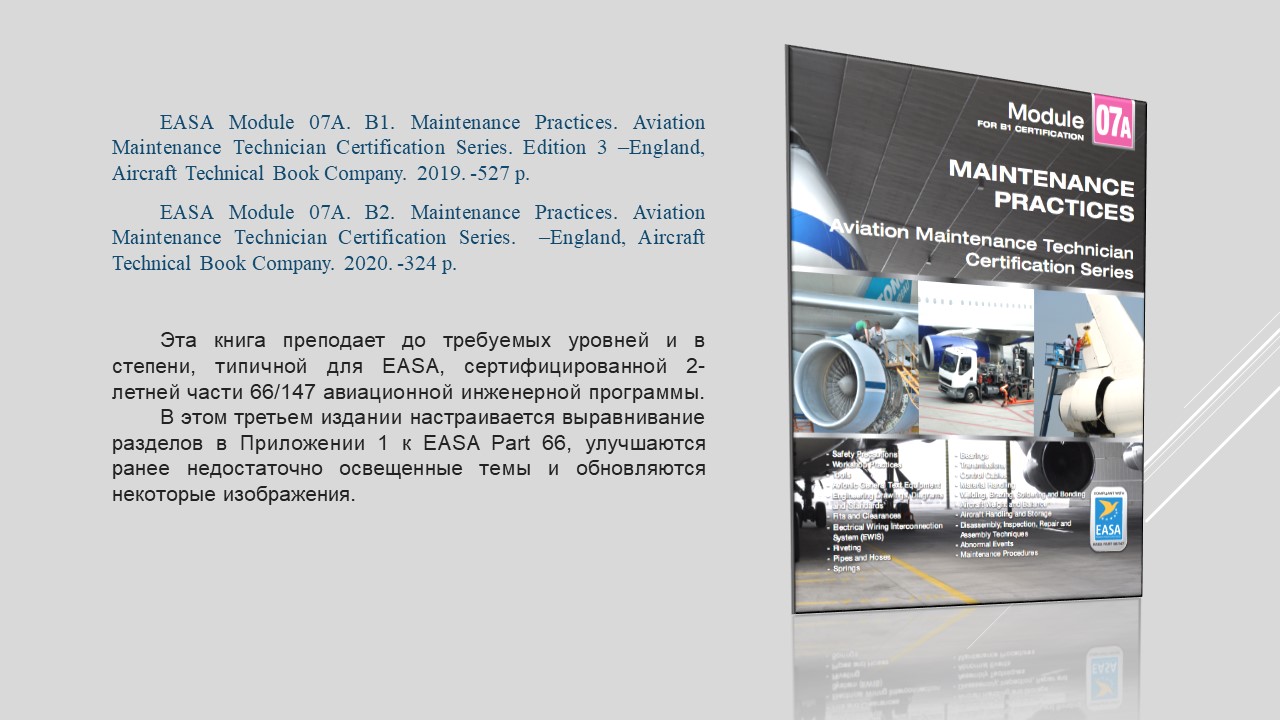 EASA Module 07A. B1. Maintenance Practices. Aviation
Maintenance Technician Certification Series. Edition 3 –England,
Aircraft Technical Book Company. 2019. -527 p.
EASA Module 07A. B2. Maintenance Practices. Aviation
Maintenance Technician Certification Series. –England, Aircraft
Technical Book Company. 2020. -324 p.
Эта книга преподает до требуемых уровней и в
степени, типичной для EASA, сертифицированной 2-
летней части 66/147 авиационной инженерной программы.
В этом третьем издании настраивается выравнивание
разделов в Приложении 1 к EASA Part 66, улучшаются
ранее недостаточно освещенные темы и обновляются
некоторые изображения.
Module 07A
FOR B1 CERTIFICATION
MAINTENANCE
PRACTICES
Aviation Maintenance Technician
Certification Series
- Safety Precautions
- Workshop Practices
- Tools
- Avionic General Test Equipment
- Engineering Drawings, Diagrams
and Standards
- Fits and Clearances
- Electrical Wiring Interconnection
System (EWIS)
- Riveting
- Pipes and Hoses
- Springs
- Bearings
- Transmissions
- Control Cables
- Material Handling
- Welding, Brazing, Soldering and Bonding
- Aircraft Weight and Balance
- Aircraft Handling and Storage
- Disassembly, Inspection, Repair and
Assembly Techniques
- Abnormal Events
- Maintenance Procedures
COMPLIANT WITH
EASA